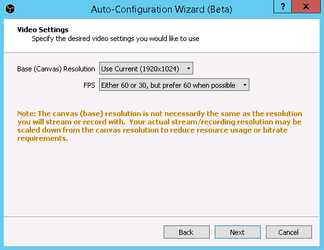 Auto-Configuration Wizard (Beta)
? X
Video Settings
Specify the desired video settings you would like to use
Base (Canvas) Resolution Use Current (1920x1024)
FPS Either 60 or 30, but prefer 60 when possible
Note: The canvas (base) resolution is not necessarily the same as the resolution
you will stream or record with. Your actual stream/recording resolution may be
scaled down from the canvas resolution to reduce resource usage or bitrate
requirements.
Back Next Cancel